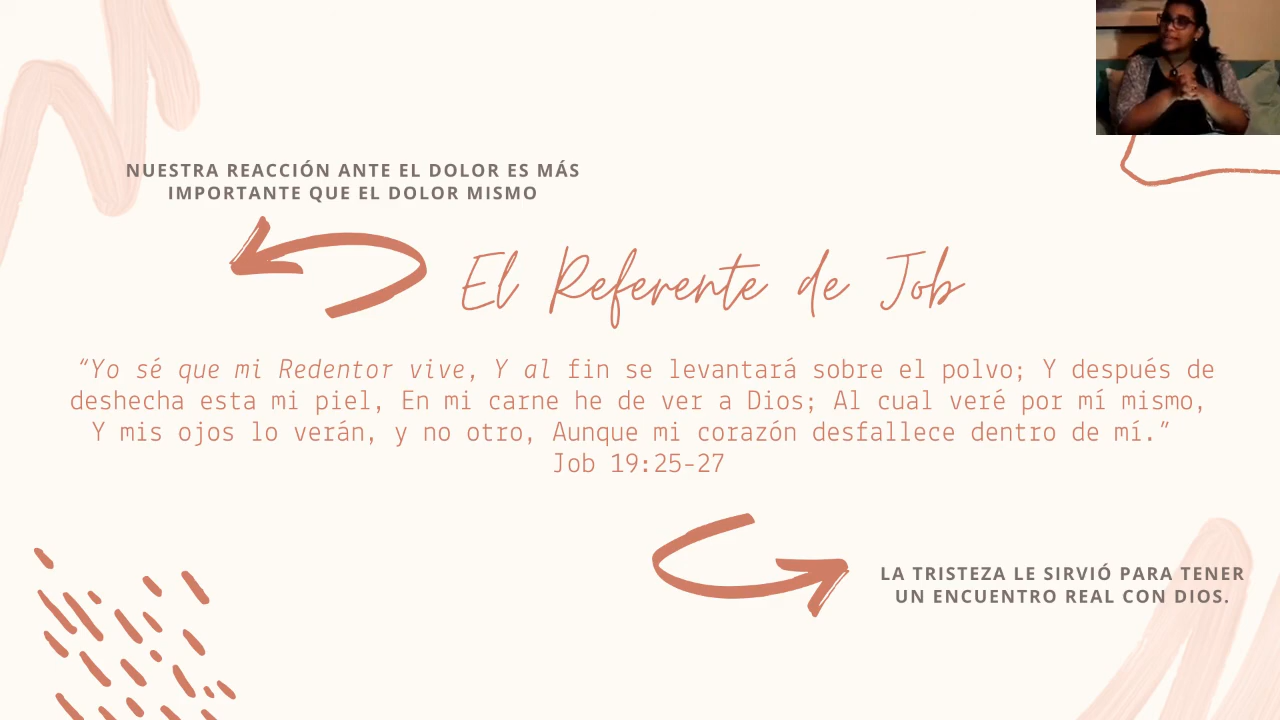 NUESTRA REACCIÓN ANTE EL DOLOR ES MÁS
IMPORTANTE QUE EL DOLOR MISMO
El Referente de Job
“Yo sé que mi Redentor vive, Y al fin se levantará sobre el polvo; Y después de
deshecha esta mi piel, En mi carne he de ver a Dios; Al cual veré por mí mismo,
Y mis ojos lo verán, y no otro, Aunque mi corazón desfallece dentro de mí.”
Job 19:25-27
LA TRISTEZA LE SIRVIÓ PARA TENER
UN ENCUENTRO REAL CON DIOS.